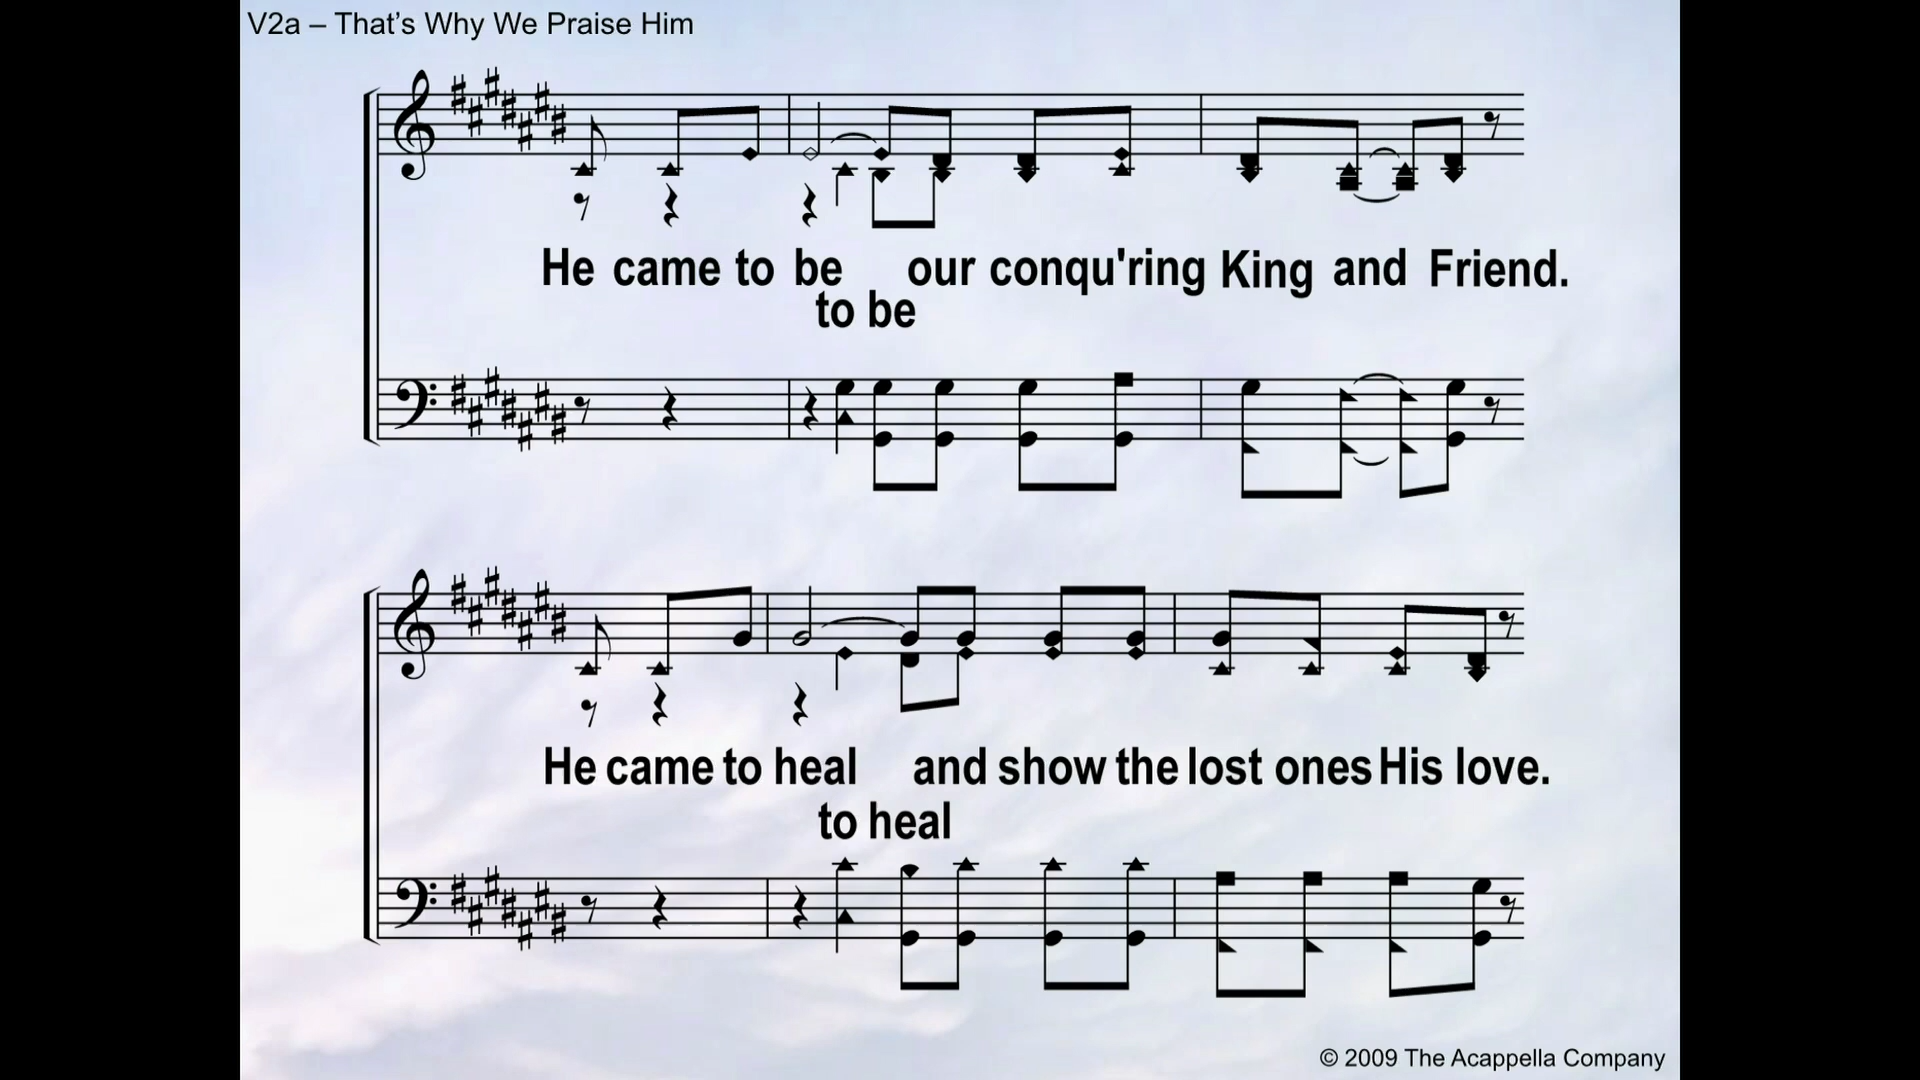 V2a – That’s Why We Praise Him
He came to be our conqu'ring King and Friend.
to be
He came to heal and show the lost ones His love.
to heal
© 2009 The Acappella Company